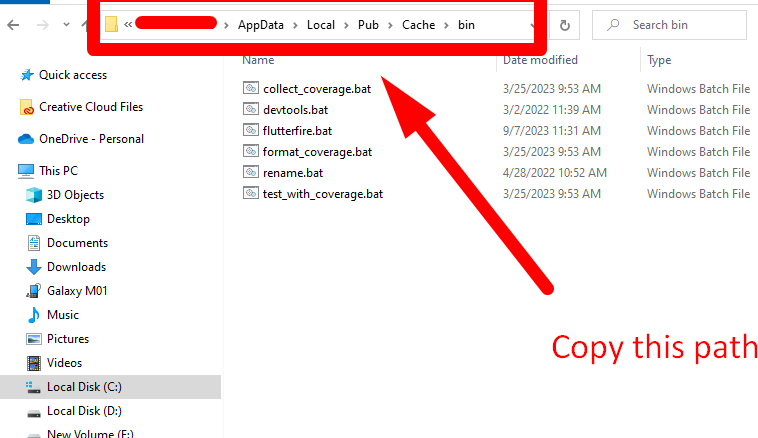 « AppData > Local > Pub > Cache > bin
Search bin
Name Date modified Type
Quick access
Creative Cloud Files
OneDrive - Personal
This PC
3D Objects
Desktop
Documents
Downloads
Galaxy M01
Music
Pictures
Videos
Local Disk (C:)
Local Disk (D:)
New Volume (E:)
collect_coverage.bat 3/25/2023 9:53 AM Windows Batch File
devtools.bat 3/2/2022 11:39 AM Windows Batch File
flutterfire.bat 9/7/2023 11:31 AM Windows Batch File
format_coverage.bat 3/25/2023 9:53 AM Windows Batch File
rename.bat 4/28/2022 10:52 AM Windows Batch File
test_with_coverage.bat 3/25/2023 9:53 AM Windows Batch File
Copy this path